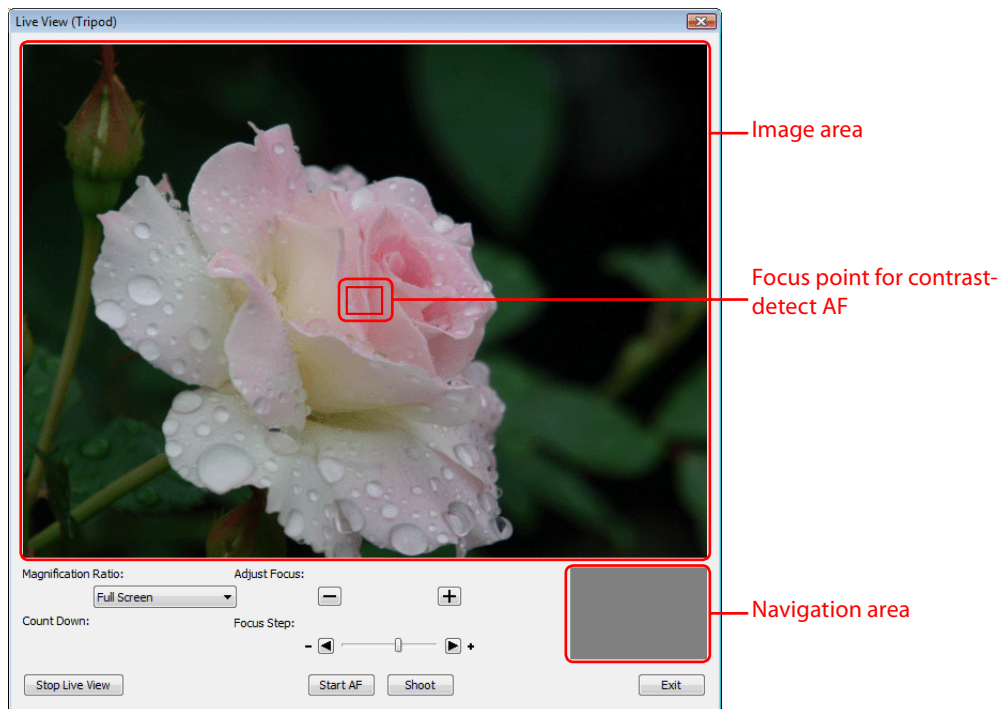 Live View (Tripod)
Image area
Focus point for contrast-
detect AF
Magnification Ratio:
Adjust Focus:
Full Screen
Navigation area
Count Down:
Focus Step:
- +
Stop Live View
Start AF
Shoot
Exit